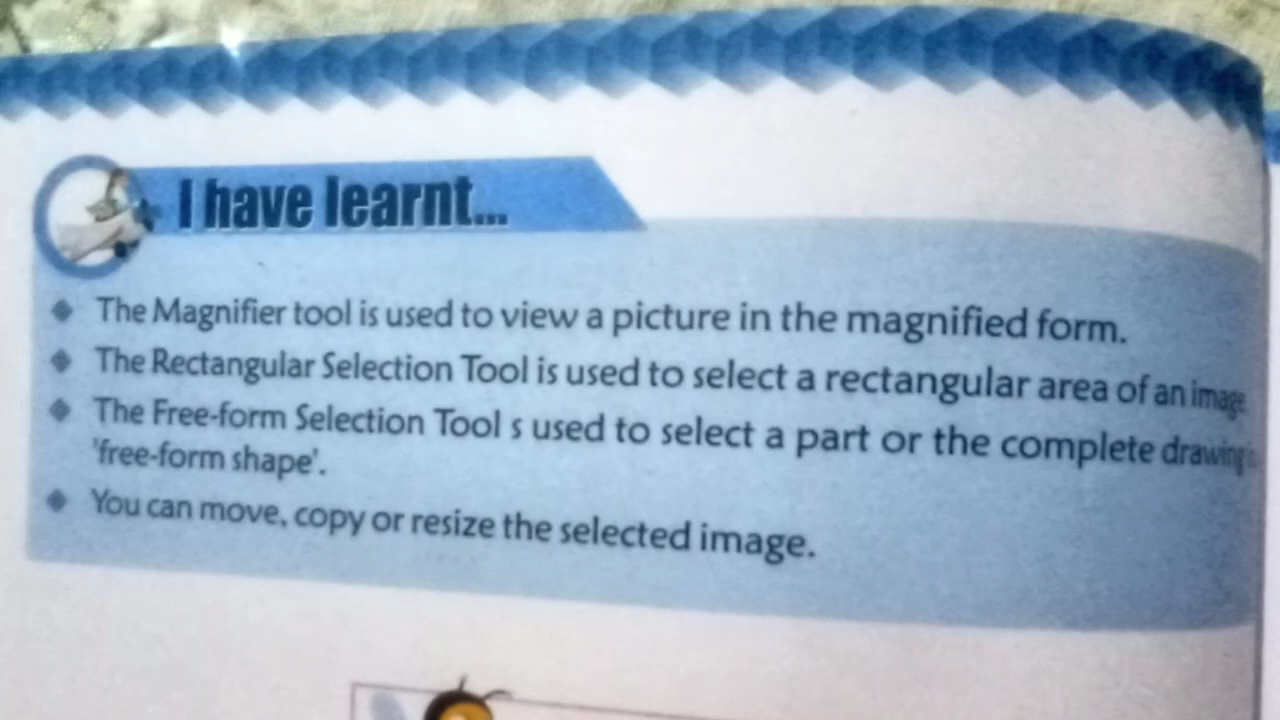 I have learnt...
The Magnifier tool is used to view a picture in the magnified form.
The Rectangular Selection Tool is used to select a rectangular area of an image
The Free-form Selection Tool s used to select a part or the complete drawing
'free-form shape'.
You can move, copy or resize the selected image.